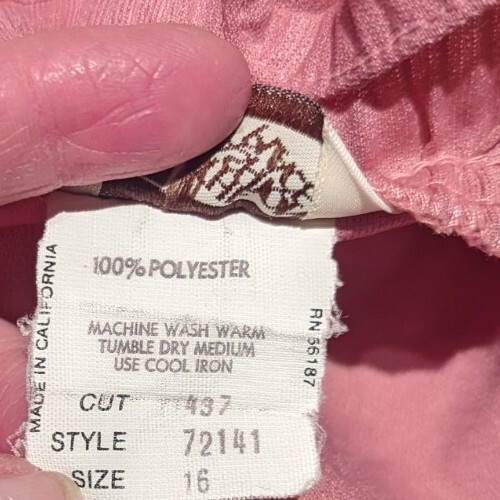 100% POLYESTER
MACHINE WASH WARM
TUMBLE DRY MEDIUM
USE COOL IRON
CUT 437
STYLE 72141
SIZE 16
MADE IN CALIFORNIA
RN 56187